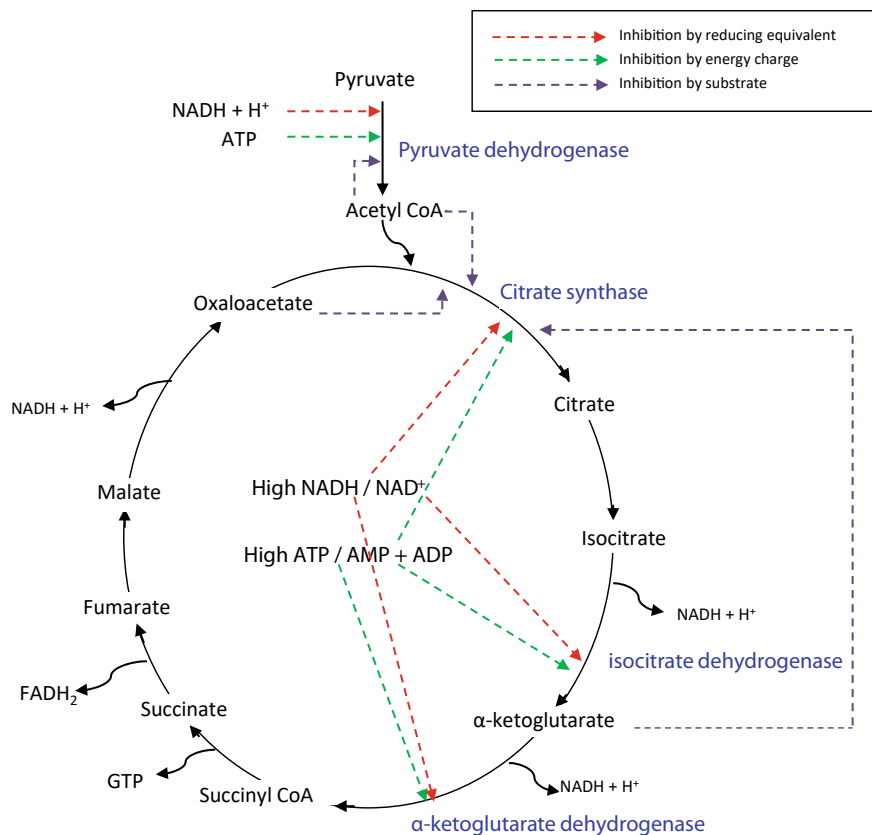 Inhibition by reducing equivalent
Inhibition by energy charge
Inhibition by substrate
Pyruvate
NADH + H⁺
ATP
Pyruvate dehydrogenase
Acetyl CoA
Oxaloacetate
Citrate synthase
NADH + H⁺
Citrate
High NADH / NAD⁺
Malate
Isocitrate
High ATP / AMP + ADP
Fumarate
NADH + H⁺
isocitrate dehydrogenase
FADH₂
Succinate
α-ketoglutarate
GTP
Succinyl CoA
NADH + H⁺
α-ketoglutarate dehydrogenase